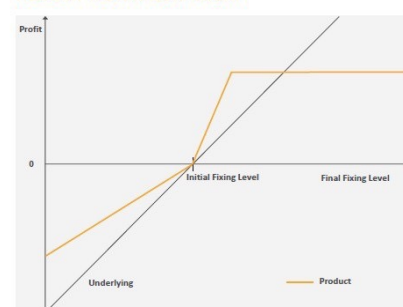 Profit
0
Initial Fixing Level
Final Fixing Level
Underlying
Product